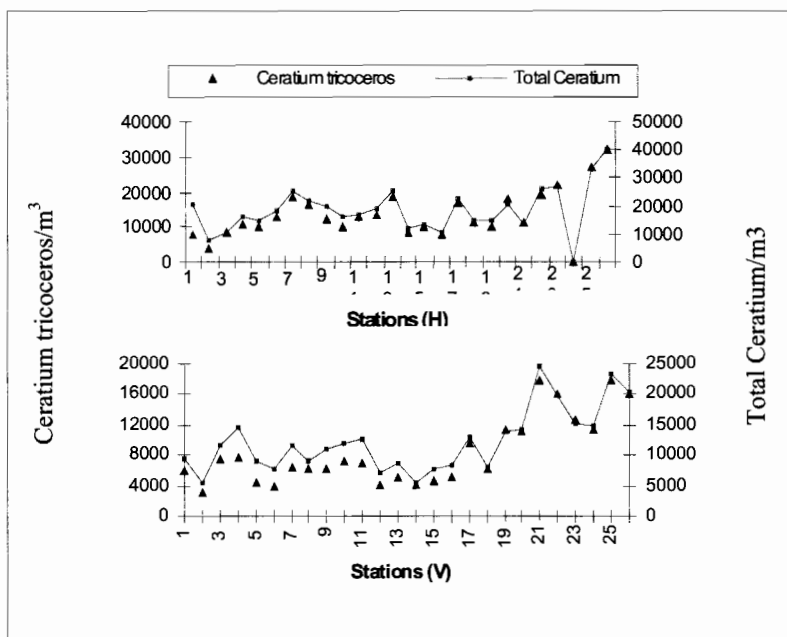 Ceratium tricoceros Total Ceratium
40000 50000
30000 40000
20000 30000
10000 20000
0 10000
0
1 3 5 7 9
Stations (H)
20000 25000
16000 20000
12000 15000
8000 10000
4000 5000
0 0
1 3 5 7 9 11 13 15 17 19 21 23 25
Stations (V)
Ceratium tricoceros/m³
Total Ceratium/m3